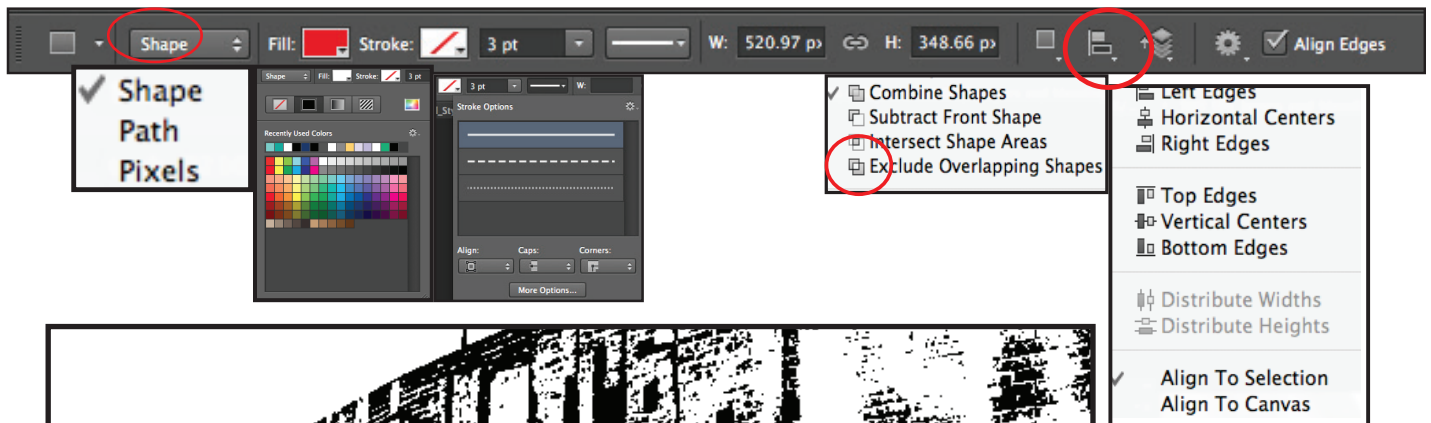 Shape Fill: Stroke: 3 pt W: 520.97 px H: 348.66 px Align Edges
Shape
Path
Pixels
Shape Fill: Stroke: 3 pt
Recently Used Colors
3 pt W:
Stroke Options
Align: Caps: Corners:
More Options...
Combine Shapes
Subtract Front Shape
Intersect Shape Areas
Exclude Overlapping Shapes
Left Edges
Horizontal Centers
Right Edges
Top Edges
Vertical Centers
Bottom Edges
Distribute Widths
Distribute Heights
Align To Selection
Align To Canvas